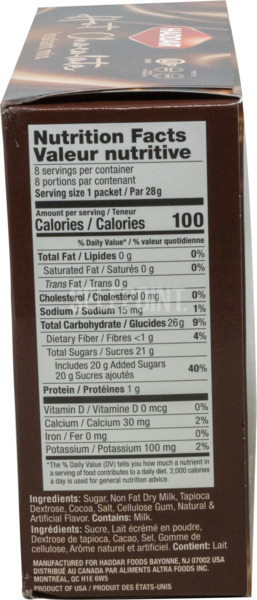 HADDAR
Hot Chocolate
Nutrition Facts
Valeur nutritive
8 servings per container
8 portions par contenant
Serving size 1 packet / Par 28g
Amount per serving / Teneur
Calories / Calories 100
% Daily Value* / % valeur quotidienne
Total Fat / Lipides 0 g 0%
Saturated Fat / Saturés 0 g 0%
Trans Fat / Trans 0 g
Cholesterol / Cholestérol 0 mg 0%
Sodium / Sodium 15 mg 1%
Total Carbohydrate / Glucides 26 g 9%
Dietary Fiber / Fibres <1 g 4%
Total Sugars / Sucres 21 g
Includes 20 g Added Sugars
20 g Sucres ajoutés 40%
Protein / Protéines 1 g
Vitamin D / Vitamine D 0 mcg 0%
Calcium / Calcium 30 mg 2%
Iron / Fer 0 mg 0%
Potassium / Potassium 100 mg 2%
*The % Daily Value (DV) tells you how much a nutrient in
a serving of food contributes to a daily diet. 2,000 calories
a day is used for general nutrition advice.
Ingredients: Sugar, Non Fat Dry Milk, Tapioca
Dextrose, Cocoa, Salt, Cellulose Gum, Natural &
Artificial Flavor. Contains: Milk.
Ingrédients: Sucre, Lait écrémé en poudre,
Dextrose de tapioca, Cacao, Sel, Gomme de
cellulose, Arôme naturel et artificiel. Contient: Lait
MANUFACTURED FOR HADDAR FOODS BAYONNE, NJ 07002 USA
DISTRIBUÉ AU CANADA PAR ALIMENTS ALTRA FOODS INC.
MONTRÉAL, QC H1E 6W5
PRODUCT OF USA / PRODUIT DES ÉTATS-UNIS